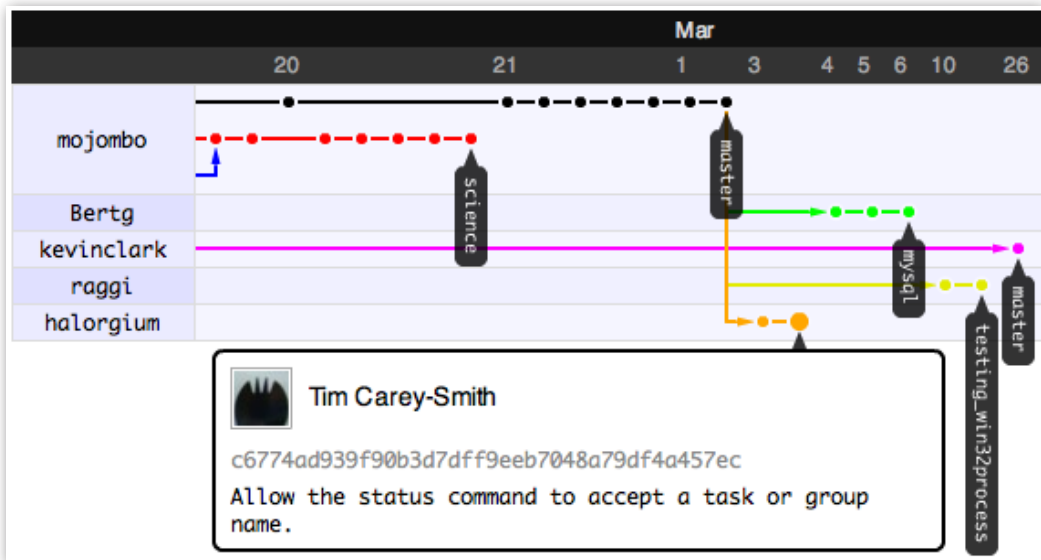 Mar
20 21 1 3 4 5 6 10 26
mojombo
master
science
Bertg
kevinclark
mysql
raggi
master
halorgium
testing_win32process
Tim Carey-Smith
c6774ad939f90b3d7dff9eeb7048a79df4a457ec
Allow the status command to accept a task or group
name.